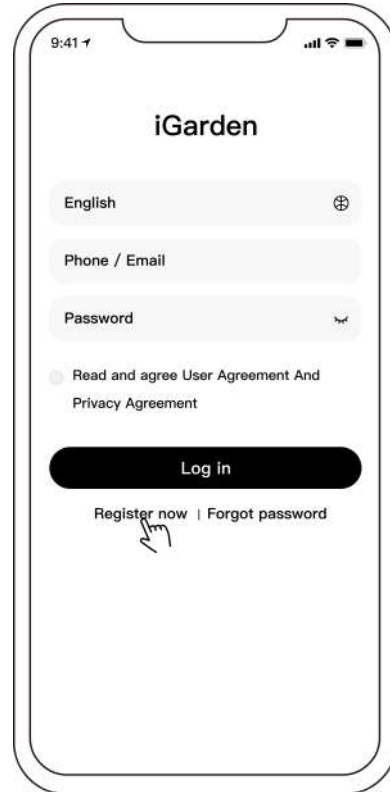 9:41
iGarden
English
Phone / Email
Password
Read and agree User Agreement And
Privacy Agreement
Log in
Register now | Forgot password